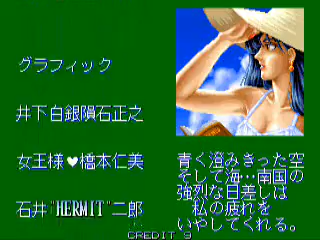 グラフィック
井下白銀隕石正之
女王様♥橋本仁美
石井"HERMIT"二郎
青く澄みきった空
そして海…南国の
強烈な日差しは
私の疲れを
いやしてくれる。
CREDIT 9